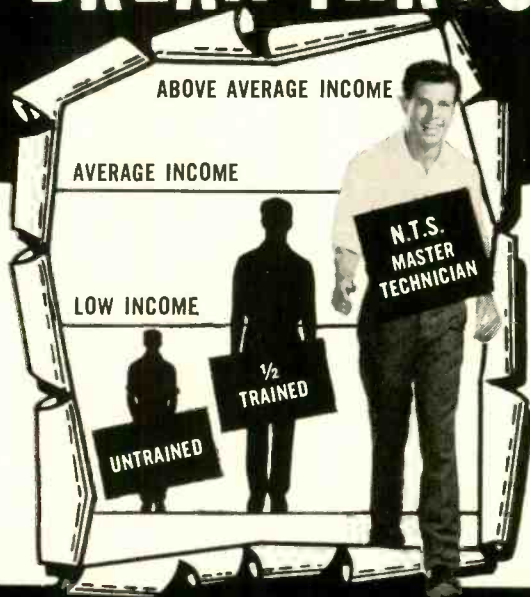 ABOVE AVERAGE INCOME
AVERAGE INCOME
N.T.S.
MASTER
TECHNICIAN
LOW INCOME
1/2
TRAINED
UNTRAINED